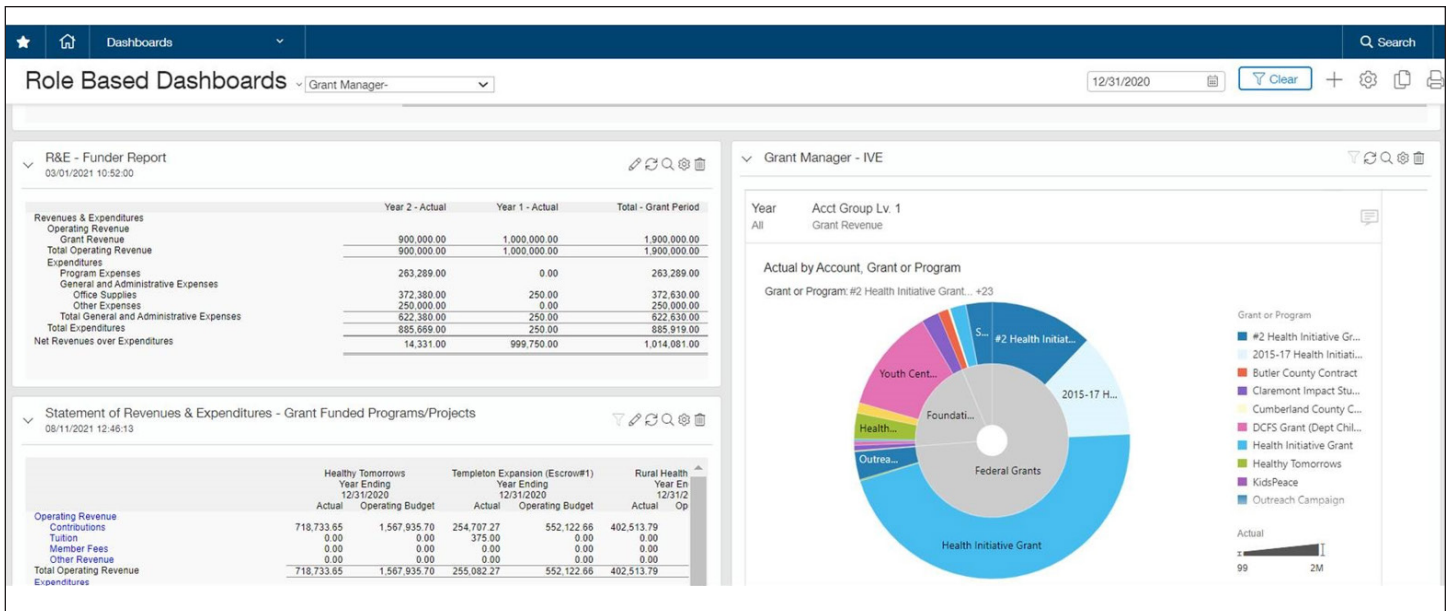 Dashboards
Search
Role Based Dashboards
Grant Manager-
12/31/2020
Clear
R&E - Funder Report
03/01/2021 10:52:00
Year 2 - Actual Year 1 - Actual Total - Grant Period
Revenues & Expenditures
Operating Revenue
Grant Revenue 900,000.00 1,000,000.00 1,900,000.00
Total Operating Revenue 900,000.00 1,000,000.00 1,900,000.00
Expenditures
Program Expenses 263,289.00 0.00 263,289.00
General and Administrative Expenses
Office Supplies 372,380.00 250.00 372,630.00
Other Expenses 250,000.00 0.00 250,000.00
Total General and Administrative Expenses 622,380.00 250.00 622,630.00
Total Expenditures 885,669.00 250.00 885,919.00
Net Revenues over Expenditures 14,331.00 999,750.00 1,014,081.00
Statement of Revenues & Expenditures - Grant Funded Programs/Projects
08/11/2021 12:46:13
Healthy Tomorrows Templeton Expansion (Escrow#1) Rural Health
Year Ending Year Ending Year En
12/31/2020 12/31/2020 12/31/2
Actual Operating Budget Actual Operating Budget Actual Op
Operating Revenue
Contributions 718,733.65 1,567,935.70 254,707.27 552,122.66 402,513.79
Tuition 0.00 0.00 375.00 0.00 0.00
Member Fees 0.00 0.00 0.00 0.00 0.00
Other Revenue 0.00 0.00 0.00 0.00 0.00
Total Operating Revenue 718,733.65 1,567,935.70 255,082.27 552,122.66 402,513.79
Expenditures
Grant Manager - IVE
Year Acct Group Lv. 1
All Grant Revenue
Actual by Account, Grant or Program
Grant or Program: #2 Health Initiative Grant... +23
S...
#2 Health Initiat...
Youth Cent...
2015-17 H...
Foundati...
Health...
Outrea...
Federal Grants
Health Initiative Grant
Grant or Program
#2 Health Initiative Gr...
2015-17 Health Initiati...
Butler County Contract
Claremont Impact Stu...
Cumberland County C...
DCFS Grant (Dept Chil...
Health Initiative Grant
Healthy Tomorrows
KidsPeace
Outreach Campaign
Actual
99 2M